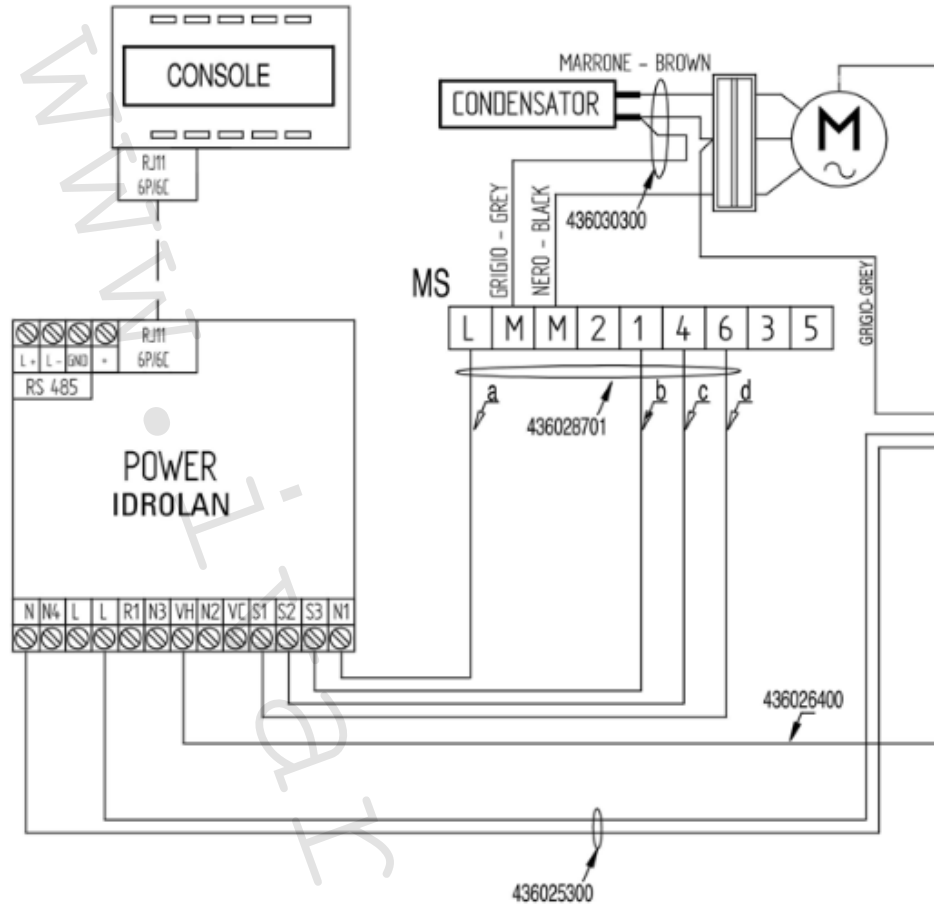 CONSOLE
RJ11
6P/6C
MARRONE - BROWN
CONDENSATOR
M
436030300
GRIGIO - GREY
NERO - BLACK
GRIGIO-GREY
MS
L M M 2 1 4 6 3 5
a b c d
436028701
RJ11
6P/6C
L+ L- GND +
RS 485
POWER
IDROLAN
N N4 L L R1 N3 VH N2 VC S1 S2 S3 N1
436026400
436025300